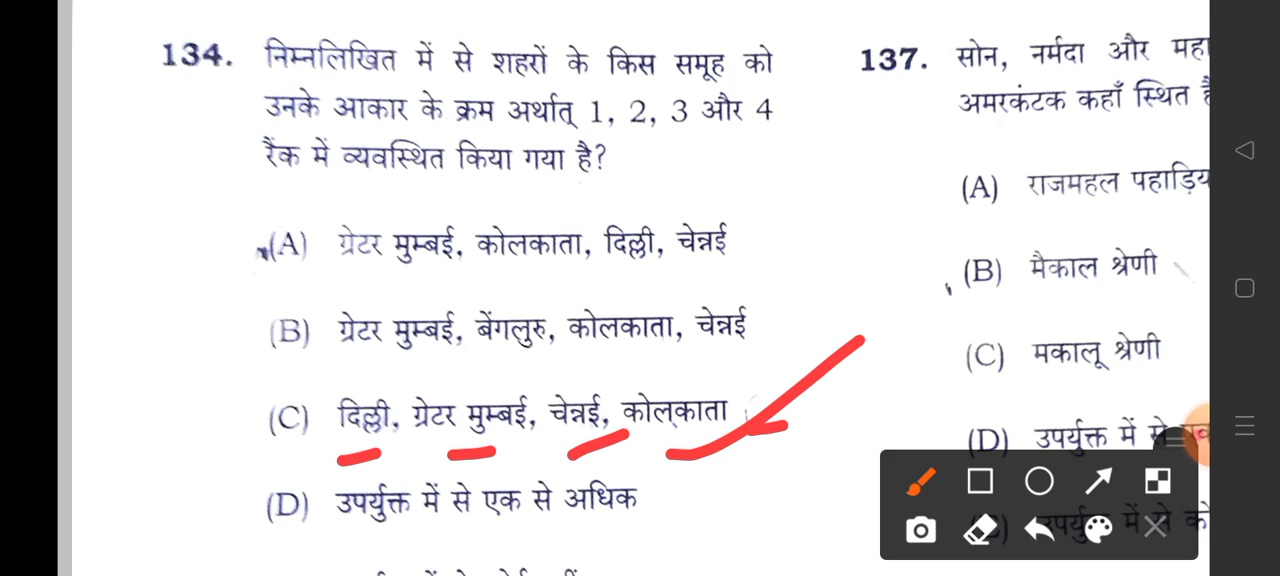 134. निम्नलिखित में से शहरों के किस समूह को
उनके आकार के क्रम अर्थात् 1, 2, 3 और 4
रैंक में व्यवस्थित किया गया है?
(A) ग्रेटर मुम्बई, कोलकाता, दिल्ली, चेन्नई
(B) ग्रेटर मुम्बई, बेंगलुरु, कोलकाता, चेन्नई
(C) दिल्ली, ग्रेटर मुम्बई, चेन्नई, कोलकाता
(D) उपर्युक्त में से एक से अधिक
137. सोन, नर्मदा और
अमरकंटक कहाँ स्थित
(A) राजमहल
(B) मैकाल श्रेणी
(C) मकालू श्रेणी
(D) उपर्युक्त में से
उपर्युक्त में से